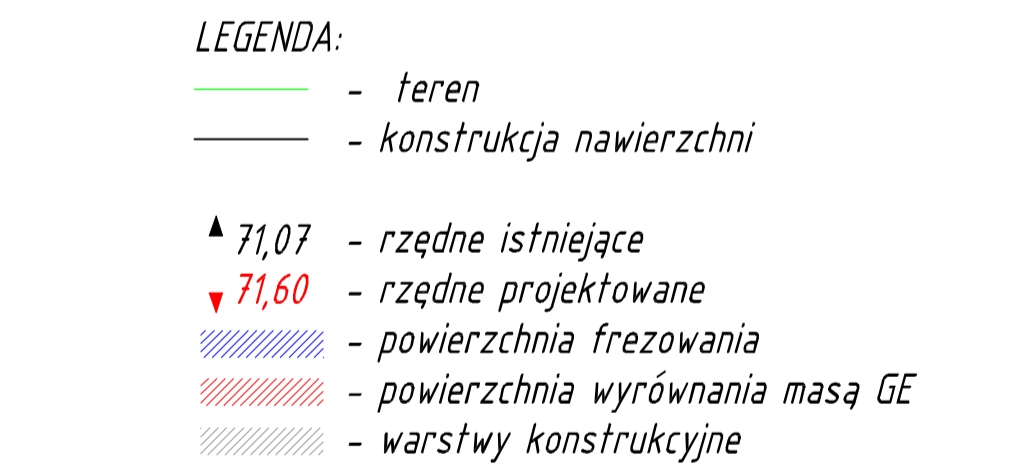 LEGENDA:
- teren
- konstrukcja nawierzchni
71,07 - rzędne istniejące
71,60 - rzędne projektowane
- powierzchnia frezowania
- powierzchnia wyrównania masą GE
- warstwy konstrukcyjne